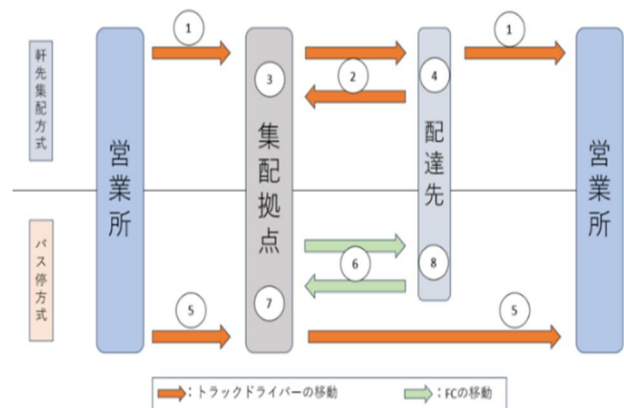 軒先集配方式
営業所
①
集配拠点
③
②
配達先
④
①
営業所
バス停方式
⑤
⑦
⑥
⑧
⑤
：トラックドライバーの移動
：FCの移動